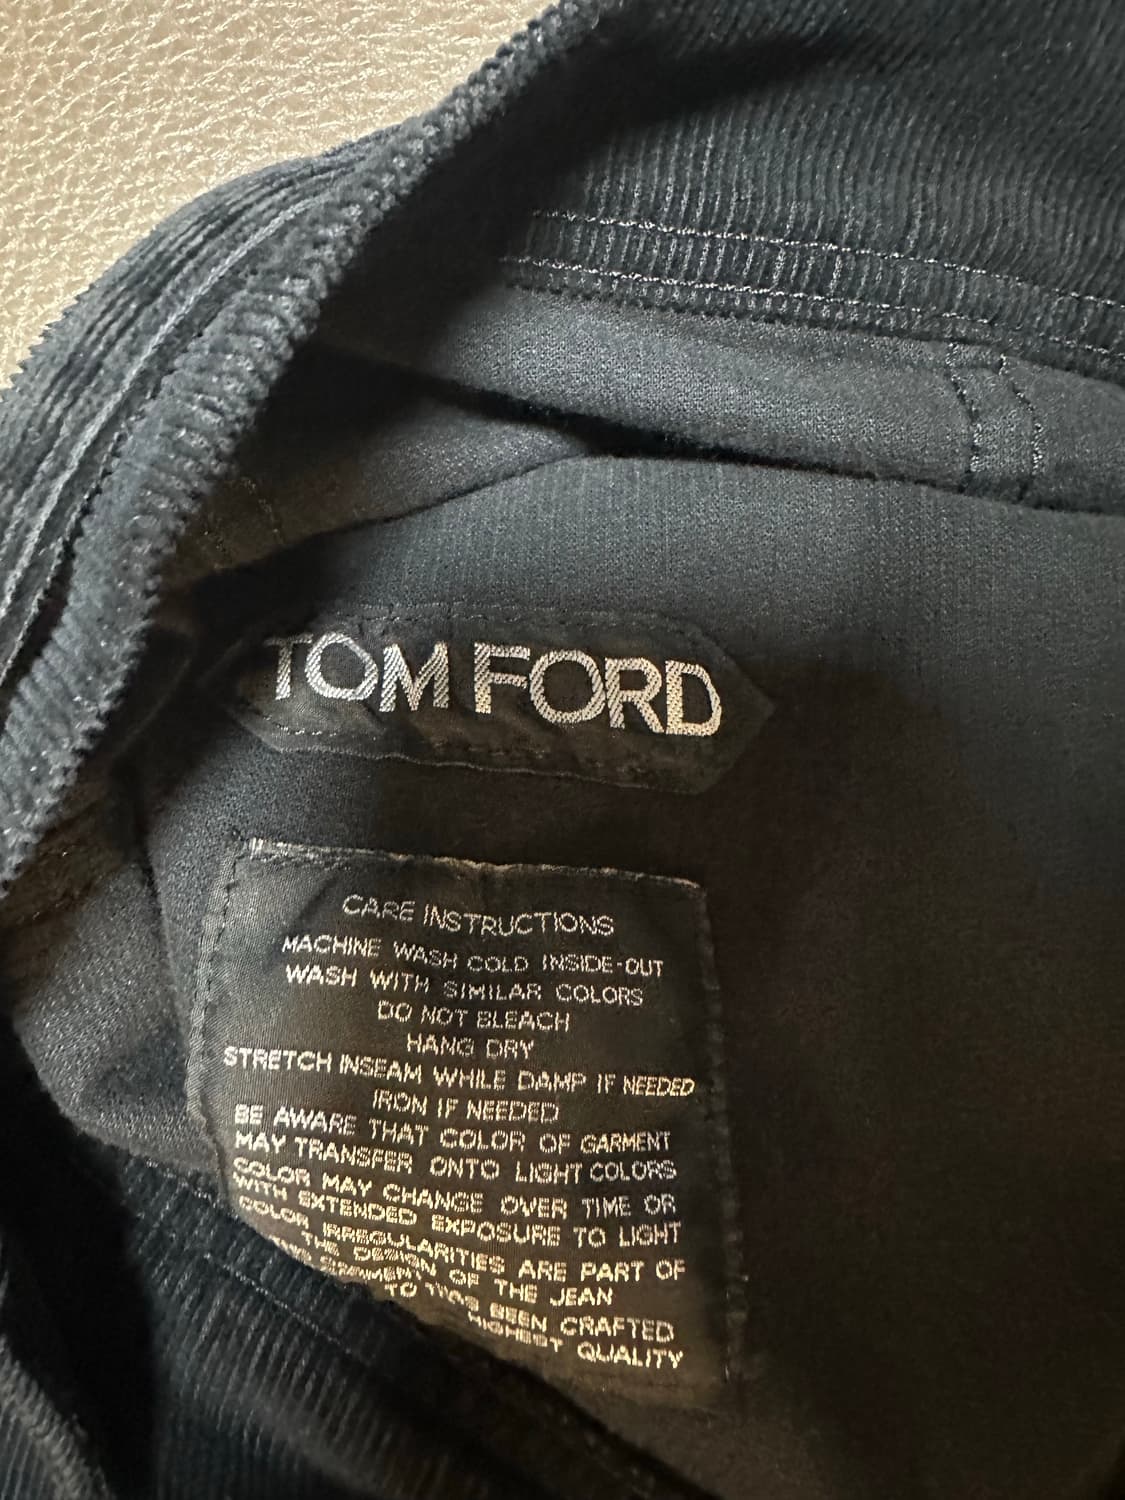 TOM FORD
CARE INSTRUCTIONS
MACHINE WASH COLD INSIDE-OUT
WASH WITH SIMILAR COLORS
DO NOT BLEACH
HANG DRY
STRETCH INSEAM WHILE DAMP IF NEEDED
IRON IF NEEDED
BE AWARE THAT COLOR OF GARMENT
MAY TRANSFER ONTO LIGHT COLORS
COLOR MAY CHANGE OVER TIME OR
WITH EXTENDED EXPOSURE TO LIGHT
COLOR IRREGULARITIES ARE PART OF
THE DESIGN OF THE JEAN
BEEN CRAFTED
TO HIGHEST QUALITY